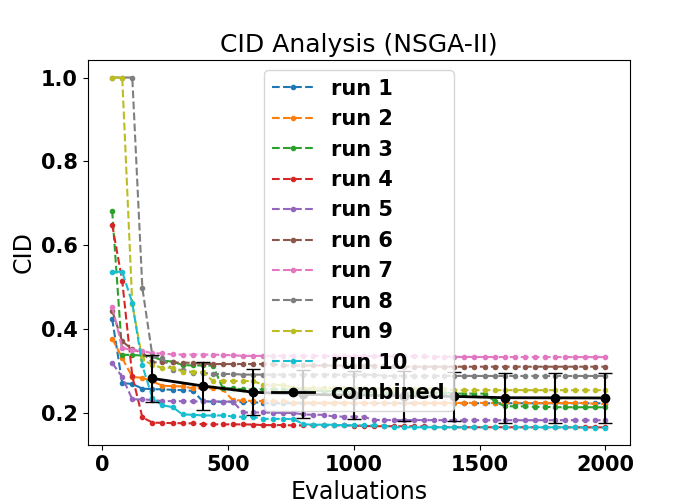 CID Analysis (NSGA-II)
CID
1.0
0.8
0.6
0.4
0.2
run 1
run 2
run 3
run 4
run 5
run 6
run 7
run 8
run 9
run 10
combined
0
500
1000
1500
2000
Evaluations